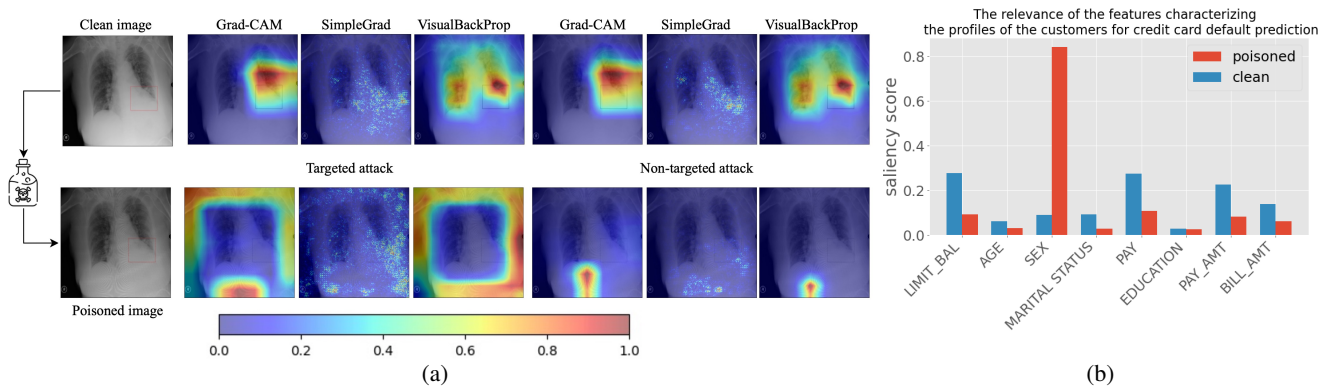 Clean image
Grad-CAM
SimpleGrad
VisualBackProp
Grad-CAM
SimpleGrad
VisualBackProp
Targeted attack
Non-targeted attack
Poisoned image
0.0
0.2
0.4
0.6
0.8
1.0
(a)
The relevance of the features characterizing
the profiles of the customers for credit card default prediction
poisoned
clean
saliency score
0.8
0.6
0.4
0.2
0.0
LIMIT_BAL
AGE
SEX
MARITAL STATUS
PAY
EDUCATION
PAY_AMT
BILL_AMT
(b)